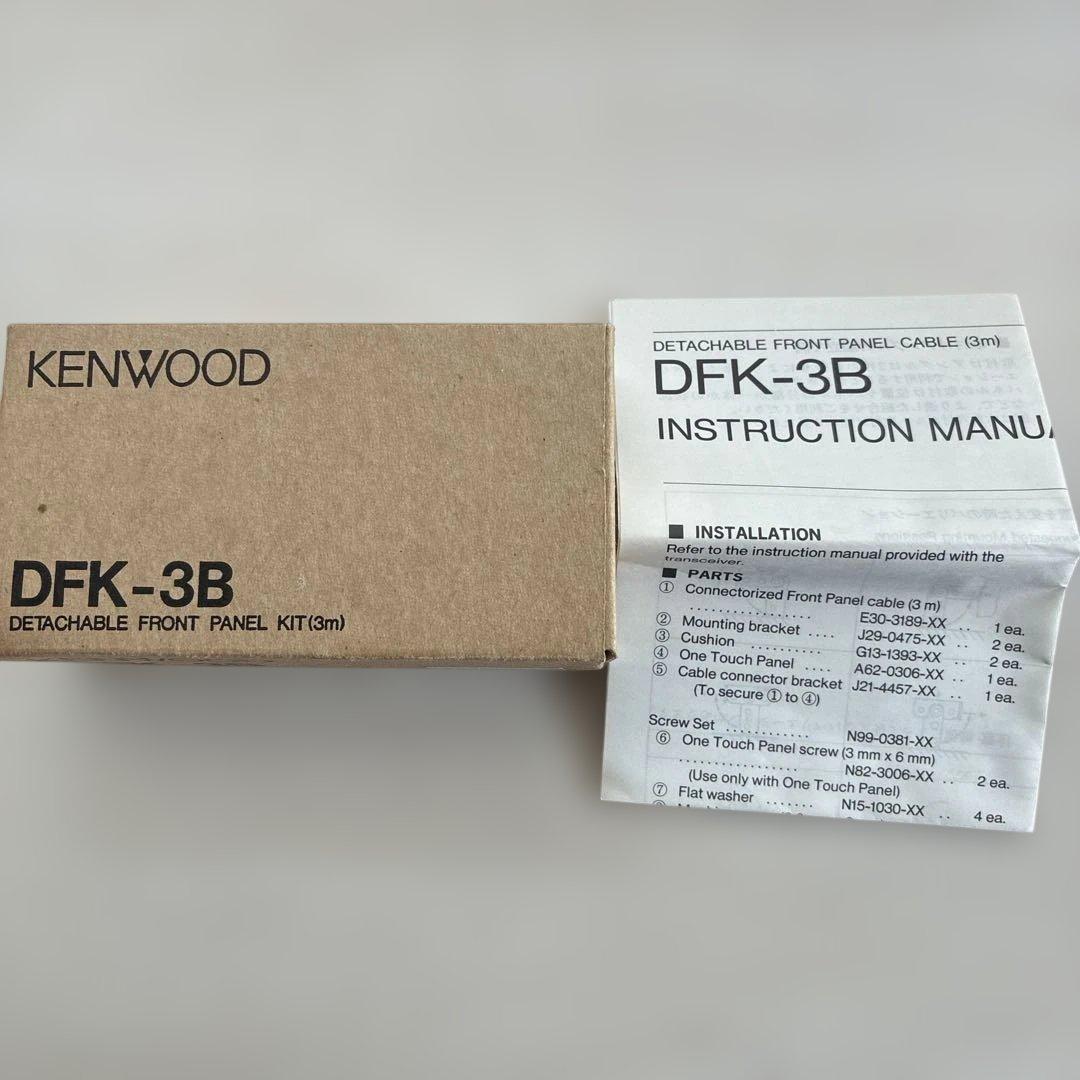 KENWOOD
DFK-3B
DETACHABLE FRONT PANEL KIT(3m)
DETACHABLE FRONT PANEL CABLE (3m)
DFK-3B
INSTRUCTION MANU
■ INSTALLATION
Refer to the instruction manual provided with the
transceiver.
■ PARTS
① Connectorized Front Panel cable (3 m)
................. E30-3189-XX .. 1 ea.
② Mounting bracket .... J29-0475-XX .. 2 ea.
③ Cushion .......... G13-1393-XX .. 2 ea.
④ One Touch Panel .... A62-0306-XX .. 1 ea.
⑤ Cable connector bracket J21-4457-XX .. 1 ea.
(To secure ① to ④)
Screw Set ............ N99-0381-XX
⑥ One Touch Panel screw (3 mm x 6 mm)
................. N82-3006-XX .. 2 ea.
(Use only with One Touch Panel)
⑦ Flat washer ....... N15-1030-XX .. 4 ea.